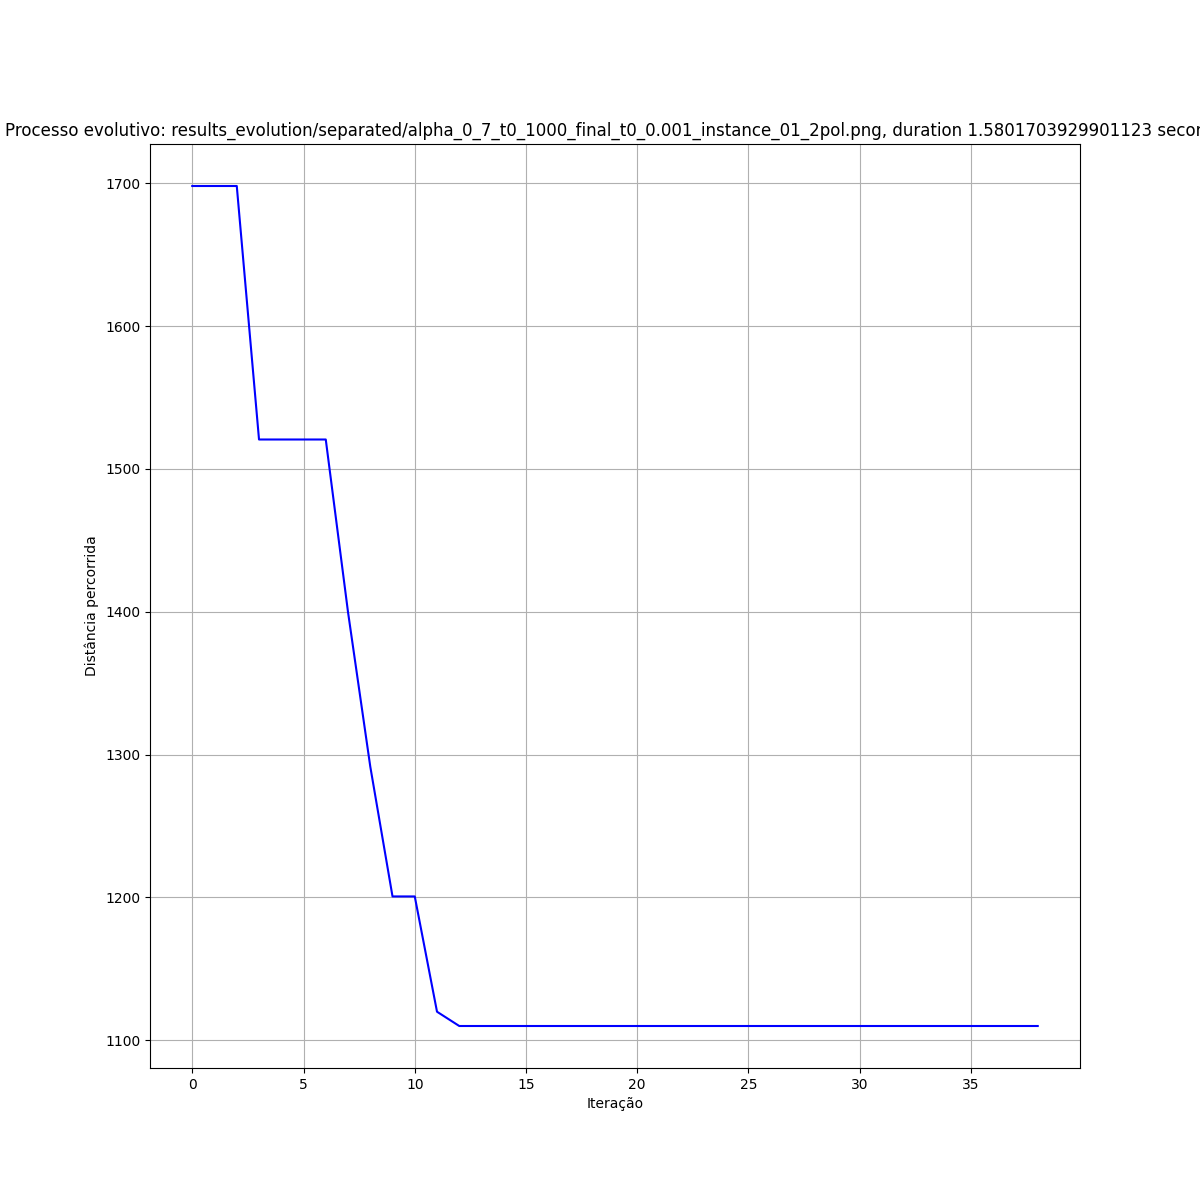 Processo evolutivo: results_evolution/separated/alpha_0_7_t0_1000_final_t0_0.001_instance_01_2pol.png, duration 1.5801703929901123
1700
1600
1500
1400
1300
1200
1100
Distância percorrida
0 5 10 15 20 25 30 35
Iteração